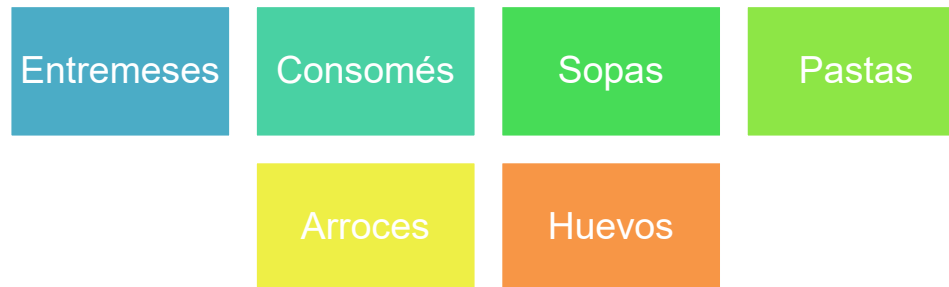 Entremeses
Consomés
Sopas
Pastas
Arroces
Huevos